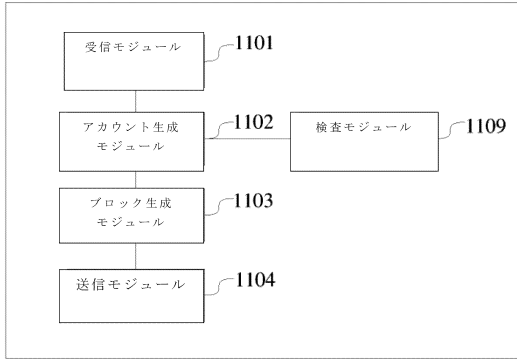 受信モジュール
1101
アカウント生成
モジュール
1102
検査モジュール
1109
ブロック生成
モジュール
1103
送信モジュール
1104